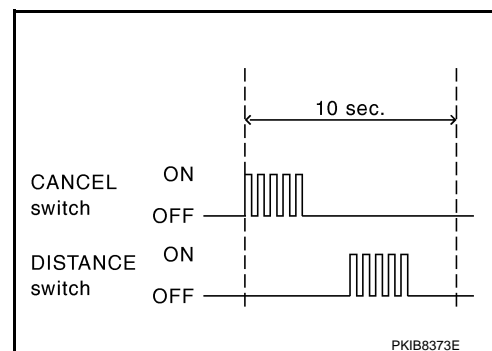 10 sec.
CANCEL
switch
ON
OFF
DISTANCE
switch
ON
OFF
PKIB8373E